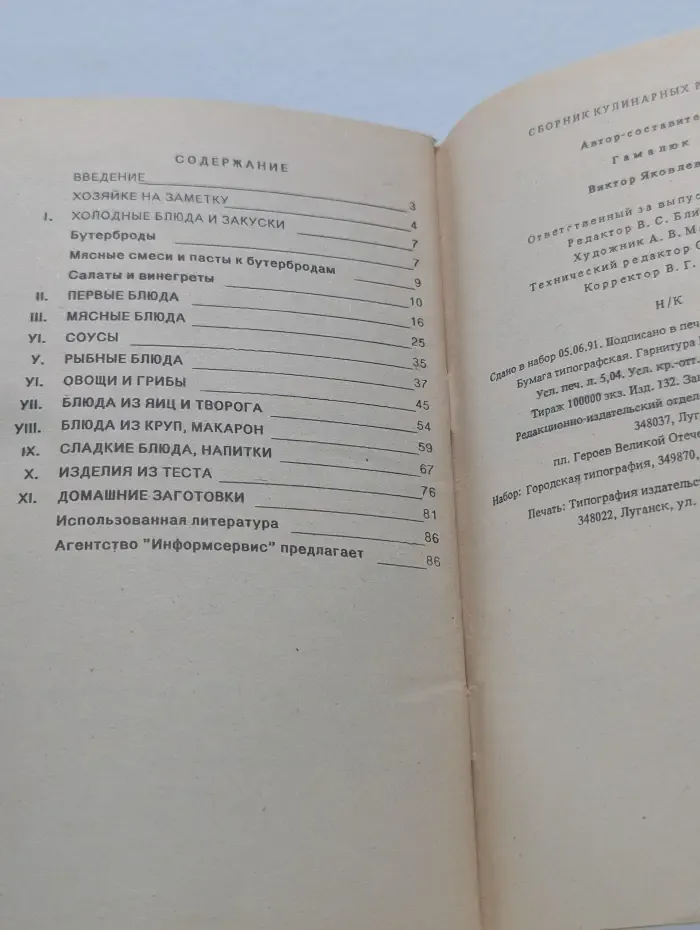 СОДЕРЖАНИЕ
ВВЕДЕНИЕ 3
ХОЗЯЙКЕ НА ЗАМЕТКУ 4
I. ХОЛОДНЫЕ БЛЮДА И ЗАКУСКИ 7
Бутерброды 7
Мясные смеси и пасты к бутербродам 9
Салаты и винегреты 10
II. ПЕРВЫЕ БЛЮДА 16
III. МЯСНЫЕ БЛЮДА 25
УI. СОУСЫ 35
У. РЫБНЫЕ БЛЮДА 37
УI. ОВОЩИ И ГРИБЫ 45
УII. БЛЮДА ИЗ ЯИЦ И ТВОРОГА 54
УIII. БЛЮДА ИЗ КРУП, МАКАРОН 59
IX. СЛАДКИЕ БЛЮДА, НАПИТКИ 67
X. ИЗДЕЛИЯ ИЗ ТЕСТА 76
XI. ДОМАШНИЕ ЗАГОТОВКИ 81
Использованная литература 86
Агентство "Информсервис" предлагает 86
СБОРНИК КУЛИНАРНЫХ
Автор-составите
Гамалюк
Виктор Яковлев
Ответственный за выпус
Редактор В. С. Бли
Художник А. В. М
Технический редактор
Корректор В. Г.
Н/К
Сдано в набор 05.06.91. Подписано в печ
Бумага типографская. Гарнитура
Усл. печ. л. 5,04. Усл. кр.-отт.
Тираж 100000 экз. Изд. 132. За
Редакционно-издательский отдел
348037, Луг
пл. Героев Великой Отече
Набор: Городская типография, 349870,
Печать: Типография издательс
348022, Луганск, ул.